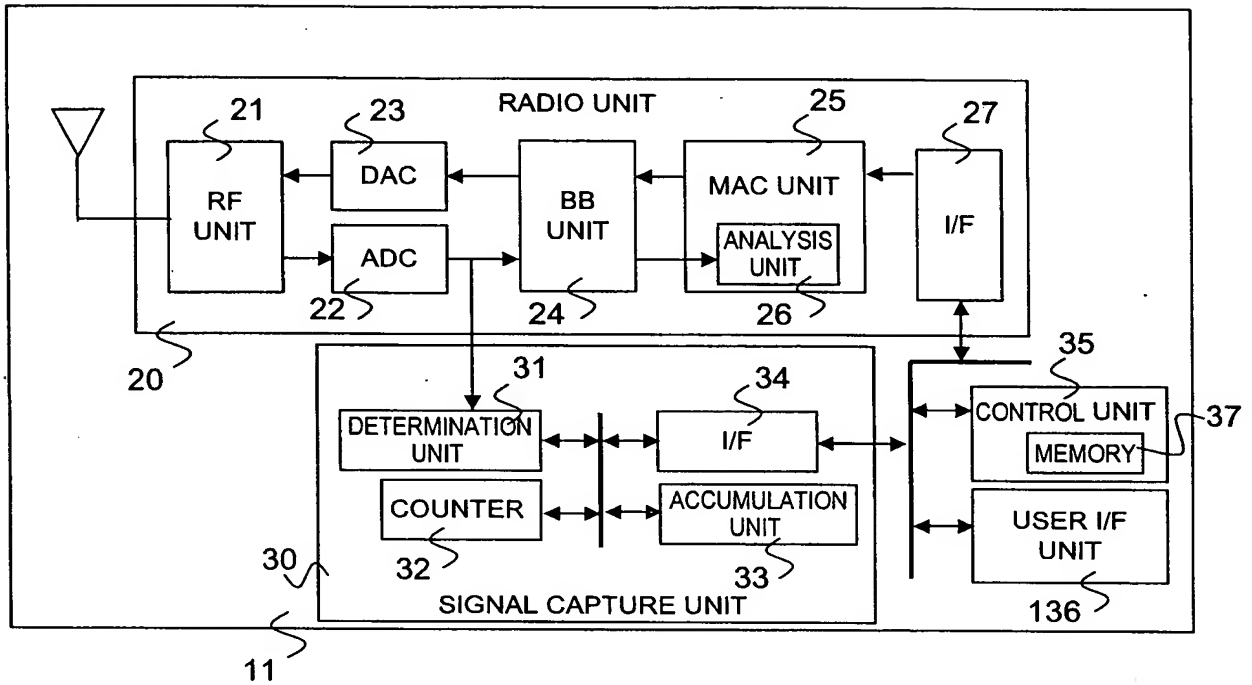 RADIO UNIT
21
23
25
27
RF
UNIT
DAC
ADC
22
BB
UNIT
24
MAC UNIT
ANALYSIS
UNIT
26
I/F
20
31
34
35
DETERMINATION
UNIT
I/F
CONTROL UNIT
MEMORY
37
COUNTER
32
ACCUMULATION
UNIT
33
USER I/F
UNIT
136
30
SIGNAL CAPTURE UNIT
11